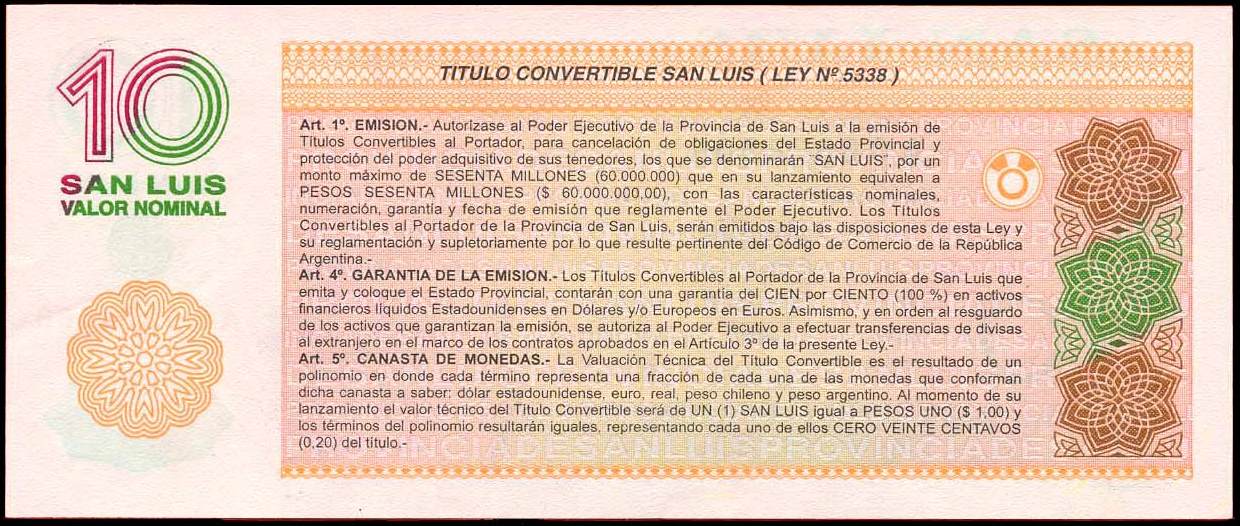 10
SAN LUIS
VALOR NOMINAL
TITULO CONVERTIBLE SAN LUIS ( LEY Nº 5338 )
Art. 1º. EMISION.- Autorízase al Poder Ejecutivo de la Provincia de San Luis a la emisión de
Títulos Convertibles al Portador, para cancelación de obligaciones del Estado Provincial y
protección del poder adquisitivo de sus tenedores, los que se denominarán ¨SAN LUIS¨, por un
monto máximo de SESENTA MILLONES (60.000.000) que en su lanzamiento equivalen a
PESOS SESENTA MILLONES ($ 60.000.000,00), con las características nominales,
numeración, garantía y fecha de emisión que reglamente el Poder Ejecutivo. Los Títulos
Convertibles al Portador de la Provincia de San Luis, serán emitidos bajo las disposiciones de esta Ley y
su reglamentación y supletoriamente por lo que resulte pertinente del Código de Comercio de la República
Argentina.-
Art. 4º. GARANTIA DE LA EMISION.- Los Títulos Convertibles al Portador de la Provincia de San Luis que
emita y coloque el Estado Provincial, contarán con una garantía del CIEN por CIENTO (100 %) en activos
financieros líquidos Estadounidenses en Dólares y/o Europeos en Euros. Asimismo, y en orden al resguardo
de los activos que garantizan la emisión, se autoriza al Poder Ejecutivo a efectuar transferencias de divisas
al extranjero en el marco de los contratos aprobados en el Artículo 3º de la presente Ley.-
Art. 5º. CANASTA DE MONEDAS.- La Valuación Técnica del Título Convertible es el resultado de un
polinomio en donde cada término representa una fracción de cada una de las monedas que conforman
dicha canasta a saber: dólar estadounidense, euro, real, peso chileno y peso argentino. Al momento de su
lanzamiento el valor técnico del Título Convertible será de UN (1) SAN LUIS igual a PESOS UNO ($ 1,00) y
los términos del polinomio resultarán iguales, representando cada uno de ellos CERO VEINTE CENTAVOS
(0,20) del título.-
PROVINCIADESANLUISPROVINCIADE